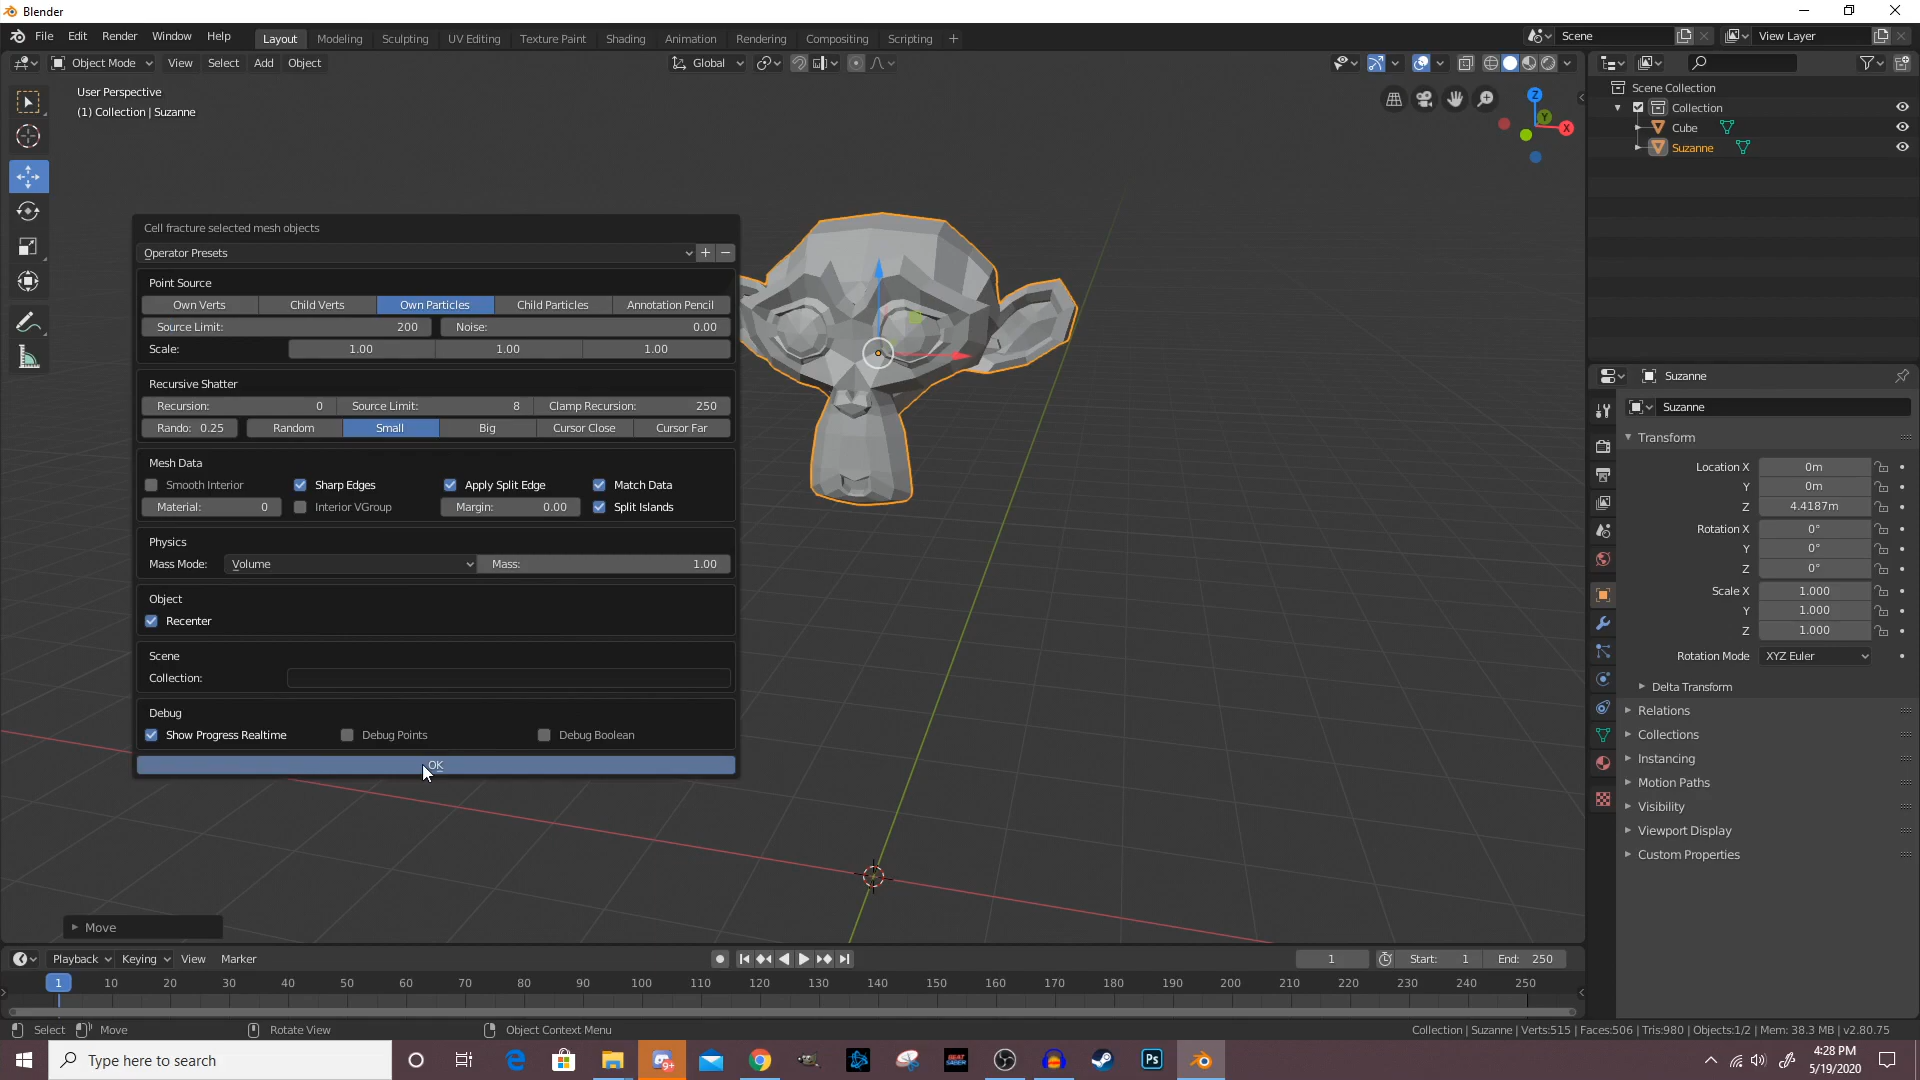 Blender
File Edit Render Window Help
Layout Modeling Sculpting UV Editing Texture Paint Shading Animation Rendering Compositing Scripting +
Scene View Layer
Object Mode View Select Add Object Global
User Perspective
(1) Collection | Suzanne
Z
Y
X
Scene Collection
Collection
Cube
Suzanne
Cell fracture selected mesh objects
Operator Presets + −
Point Source
Own Verts Child Verts Own Particles Child Particles Annotation Pencil
Source Limit: 200 Noise: 0.00
Scale: 1.00 1.00 1.00
Recursive Shatter
Recursion: 0 Source Limit: 8 Clamp Recursion: 250
Rando: 0.25 Random Small Big Cursor Close Cursor Far
Mesh Data
Smooth Interior Sharp Edges Apply Split Edge Match Data
Material: 0 Interior VGroup Margin: 0.00 Split Islands
Physics
Mass Mode: Volume Mass: 1.00
Object
Recenter
Scene
Collection:
Debug
Show Progress Realtime Debug Points Debug Boolean
OK
Suzanne
Suzanne
Transform
Location X 0m
Y 0m
Z 4.4187m
Rotation X 0°
Y 0°
Z 0°
Scale X 1.000
Y 1.000
Z 1.000
Rotation Mode XYZ Euler
Delta Transform
Relations
Collections
Instancing
Motion Paths
Visibility
Viewport Display
Custom Properties
Move
Playback Keying View Marker 1 Start: 1 End: 250
1 10 20 30 40 50 60 70 80 90 100 110 120 130 140 150 160 170 180 190 200 210 220 230 240 250
Select Move Rotate View Object Context Menu Collection | Suzanne | Verts:515 | Faces:506 | Tris:980 | Objects:1/2 | Mem: 38.3 MB | v2.80.75
Type here to search
9+
BEAT SABER
Ps
4:28 PM
5/19/2020